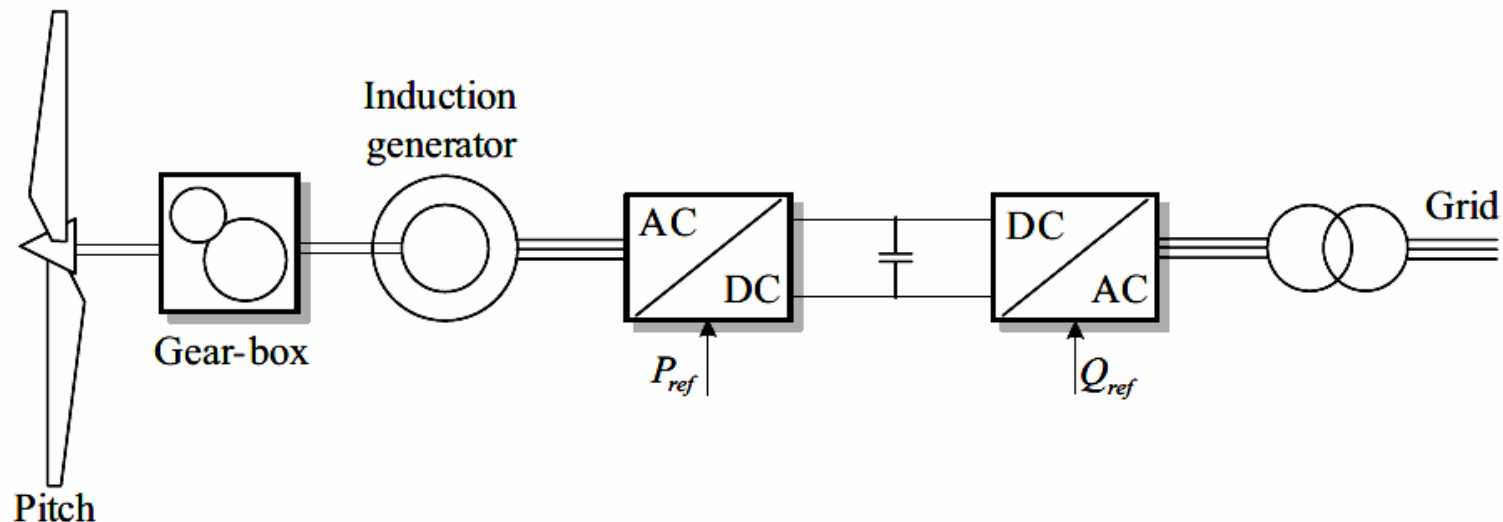 Induction
generator
AC
DC
DC
AC
Grid
Gear-box
P_ref
Q_ref
Pitch